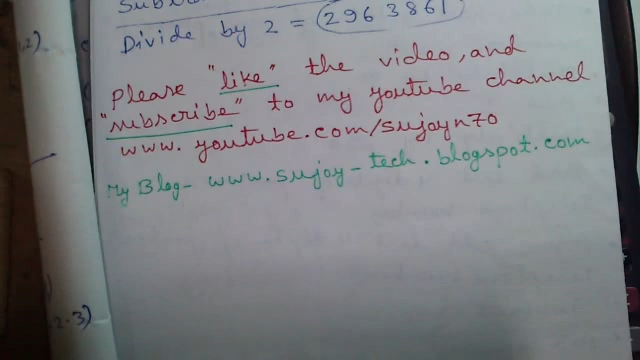 Divide by 2 = 2963861
Please "like" the video, and
"subscribe" to my youtube channel
www.youtube.com/sujoyn70
My Blog- www.sujoy-tech.blogspot.com